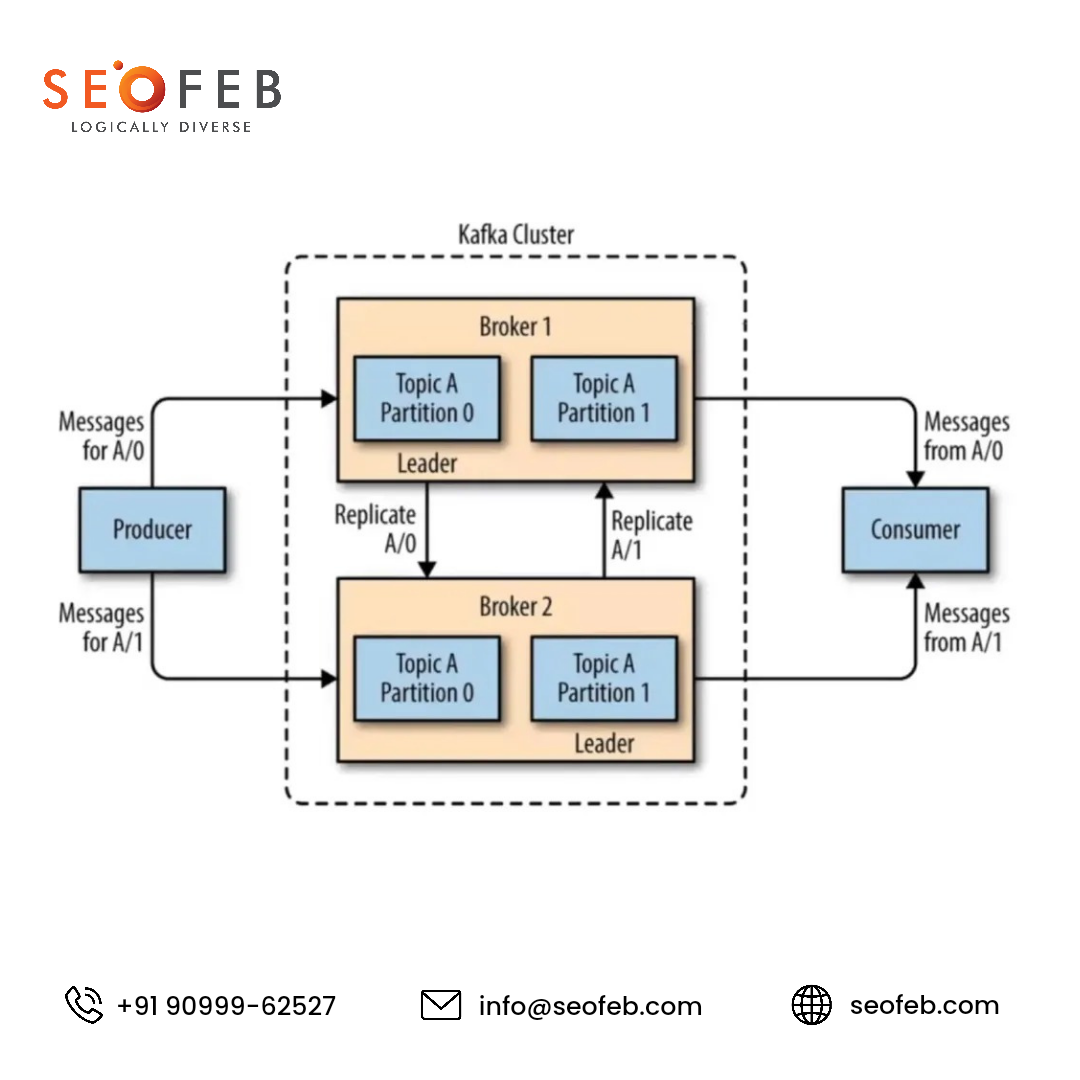 SEOFEB
LOGICALLY DIVERSE
Kafka Cluster
Broker 1
Topic A
Partition 0
Topic A
Partition 1
Leader
Messages
for A/0
Messages
from A/0
Replicate
A/0
Replicate
A/1
Producer
Consumer
Messages
for A/1
Messages
from A/1
Broker 2
Topic A
Partition 0
Topic A
Partition 1
Leader
+91 90999-62527
info@seofeb.com
seofeb.com